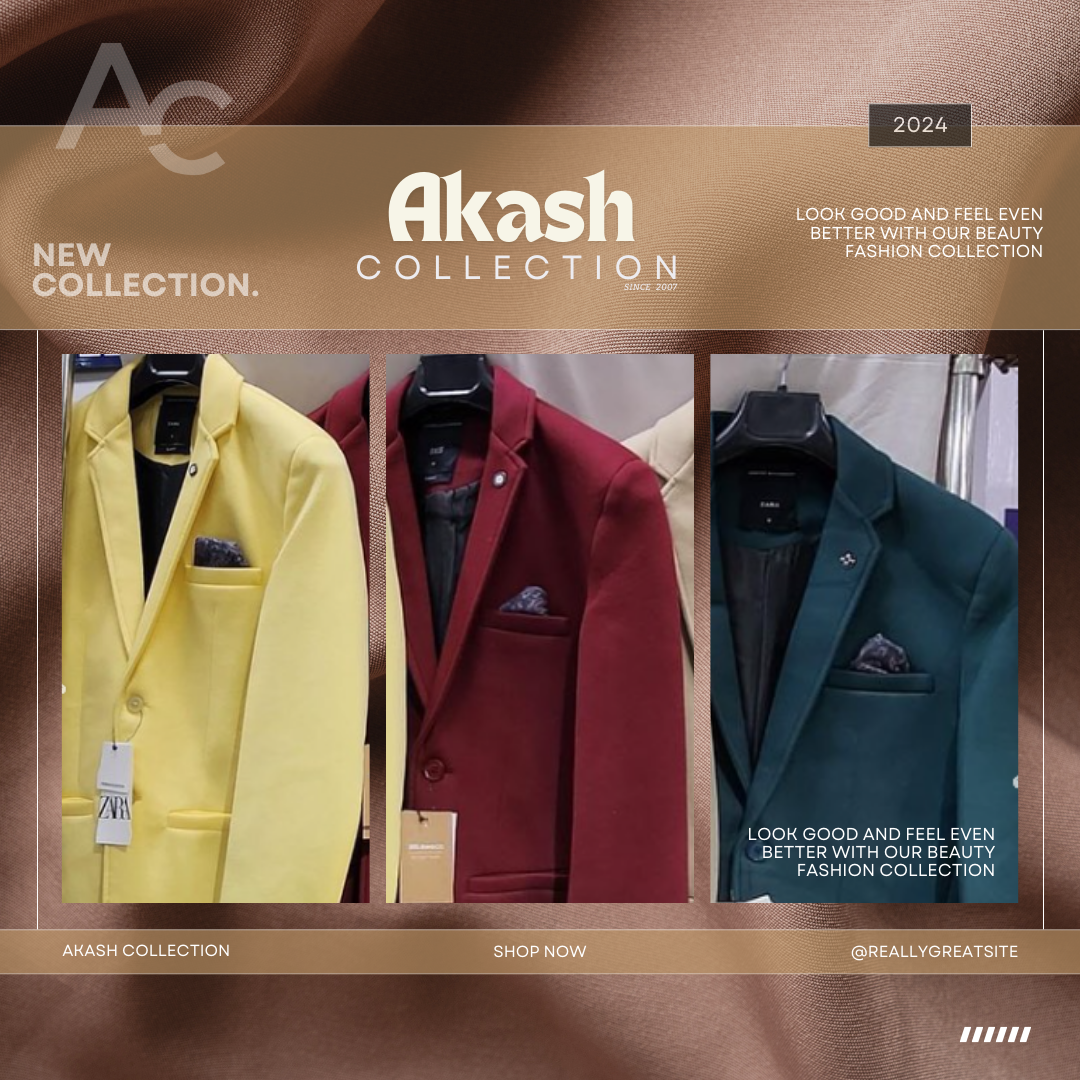 AC
2024
Akash
COLLECTION
SINCE 2007
NEW
COLLECTION.
LOOK GOOD AND FEEL EVEN
BETTER WITH OUR BEAUTY
FASHION COLLECTION
ZARA
ZARA
LOOK GOOD AND FEEL EVEN
BETTER WITH OUR BEAUTY
FASHION COLLECTION
AKASH COLLECTION
SHOP NOW
@REALLYGREATSITE